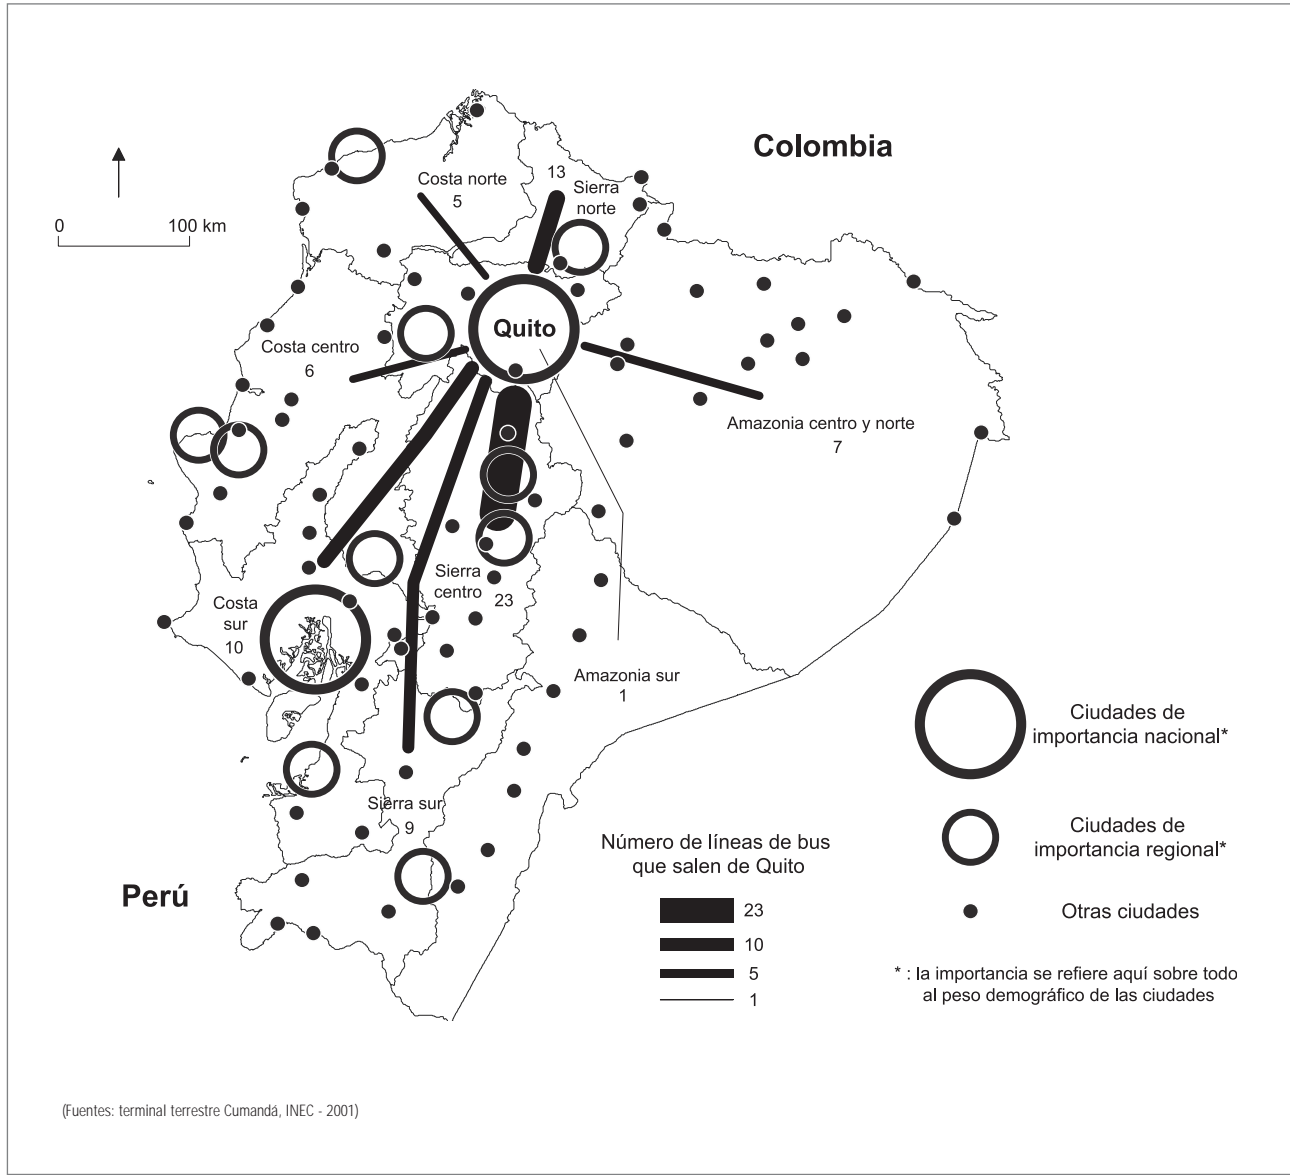 Colombia
Costa norte
5
13
Sierra
norte
0
100 km
Quito
Costa centro
6
Amazonia centro y norte
7
Sierra
centro
23
Costa
sur
10
Amazonia sur
1
Sierra sur
9
Perú
Ciudades de
importancia nacional*
Ciudades de
importancia regional*
Otras ciudades
* : la importancia se refiere aquí sobre todo
al peso demográfico de las ciudades
Número de líneas de bus
que salen de Quito
23
10
5
1
(Fuentes: terminal terrestre Cumandá, INEC - 2001)